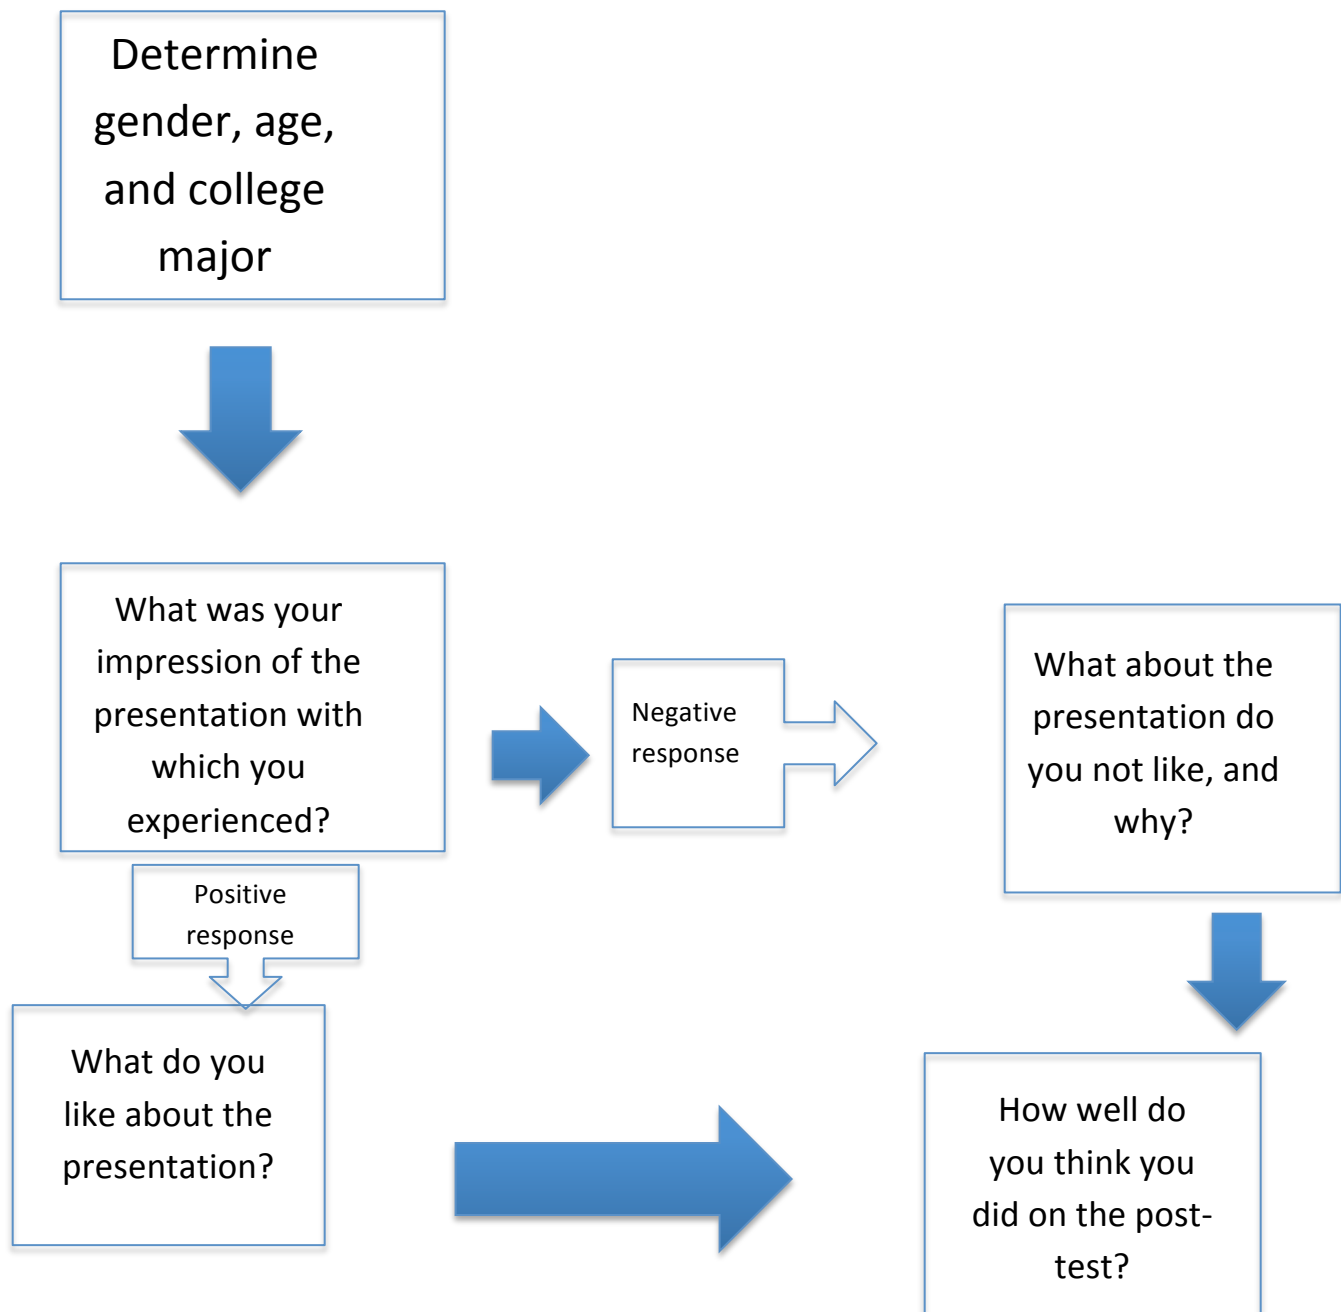 Determine
gender, age,
and college
major
What was your
impression of the
presentation with
which you
experienced?
Negative
response
What about the
presentation do
you not like, and
why?
Positive
response
What do you
like about the
presentation?
How well do
you think you
did on the post-
test?